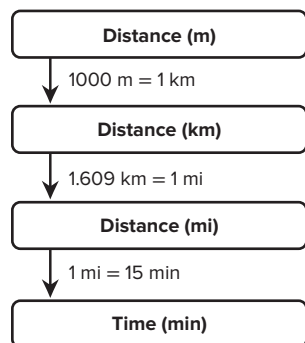 Distance (m)
1000 m = 1 km
Distance (km)
1.609 km = 1 mi
Distance (mi)
1 mi = 15 min
Time (min)